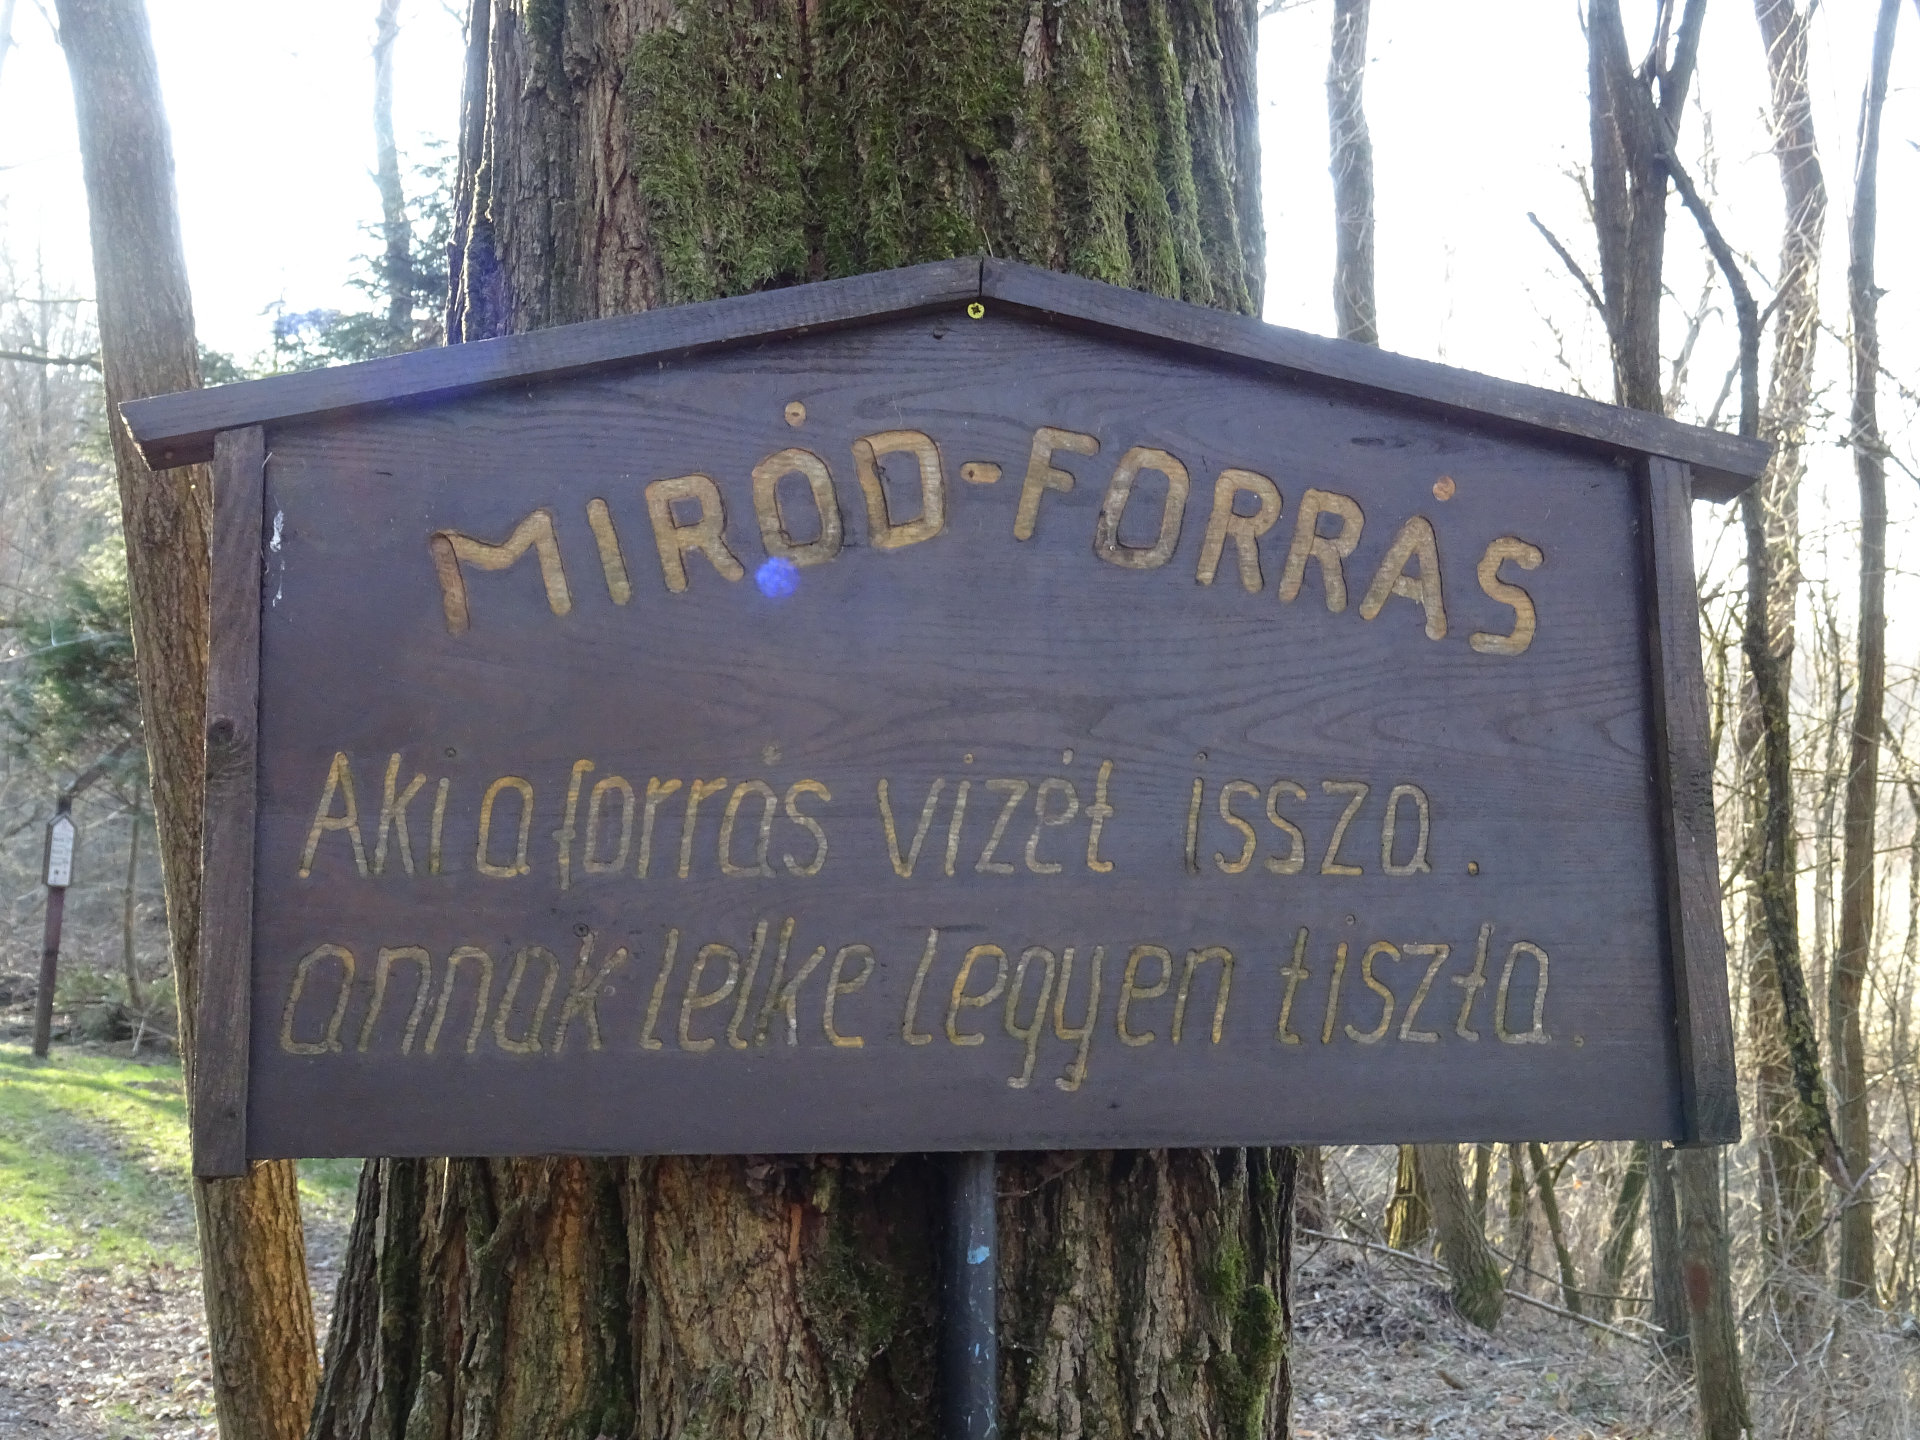 MIRÓD-FORRÁS
Aki a forrás vizét issza.
annak lelke legyen tiszta.